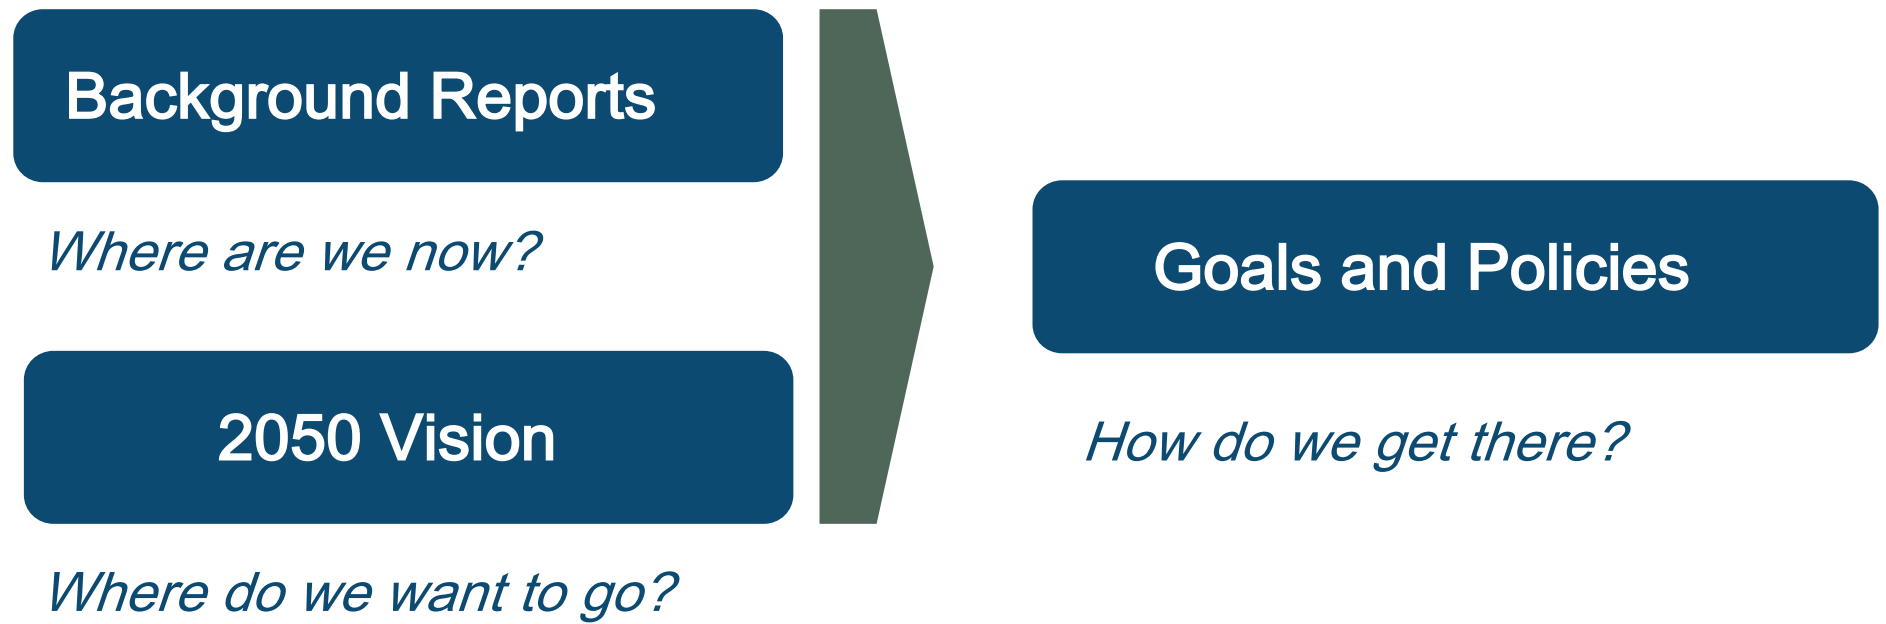 Background Reports
Where are we now?
2050 Vision
Where do we want to go?
Goals and Policies
How do we get there?